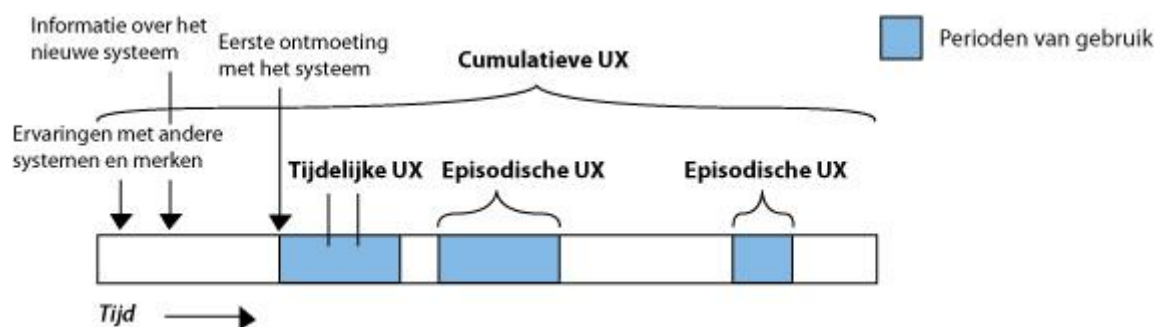 Informatie over het
nieuwe systeem
Eerste ontmoeting
met het systeem
Cumulatieve UX
Perioden van gebruik
Ervaringen met andere
systemen en merken
Tijdelijke UX
Episodische UX
Episodische UX
Tijd